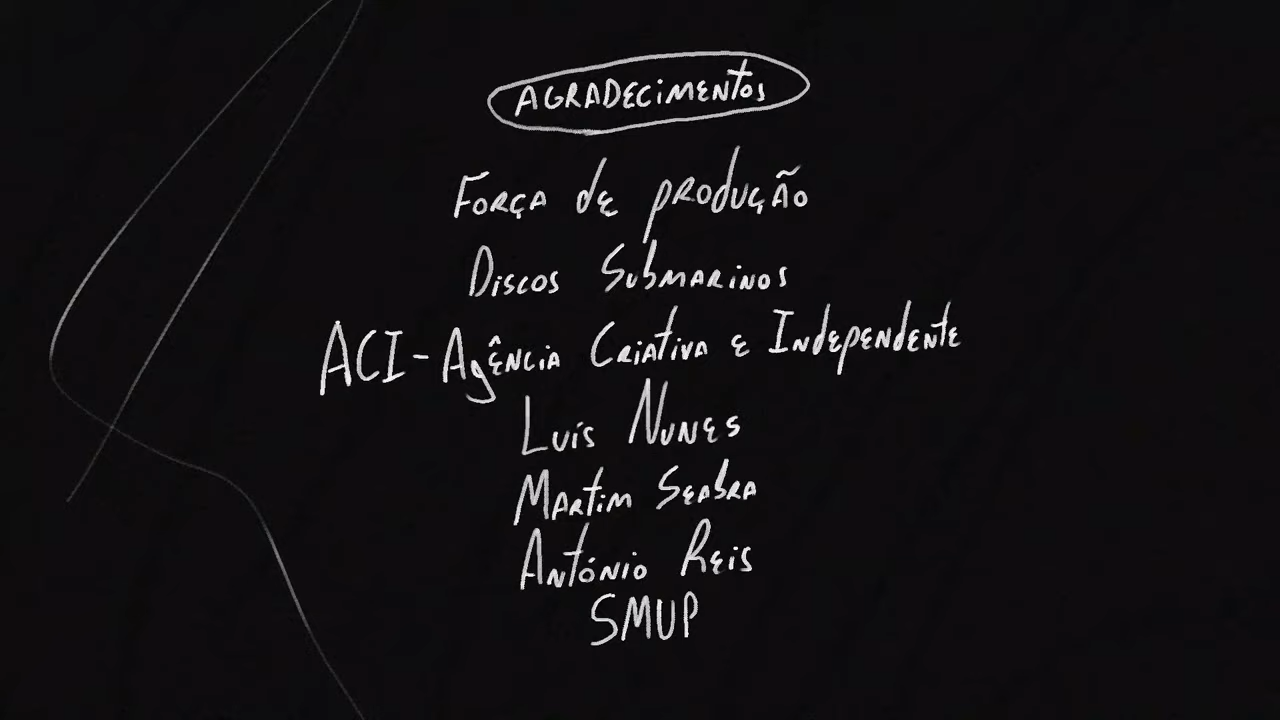 AGRADECIMENTOS
Força de produção
Discos Submarinos
ACI-Agência Criativa e Independente
Luís Nunes
Martim Seabra
António Reis
SMUP